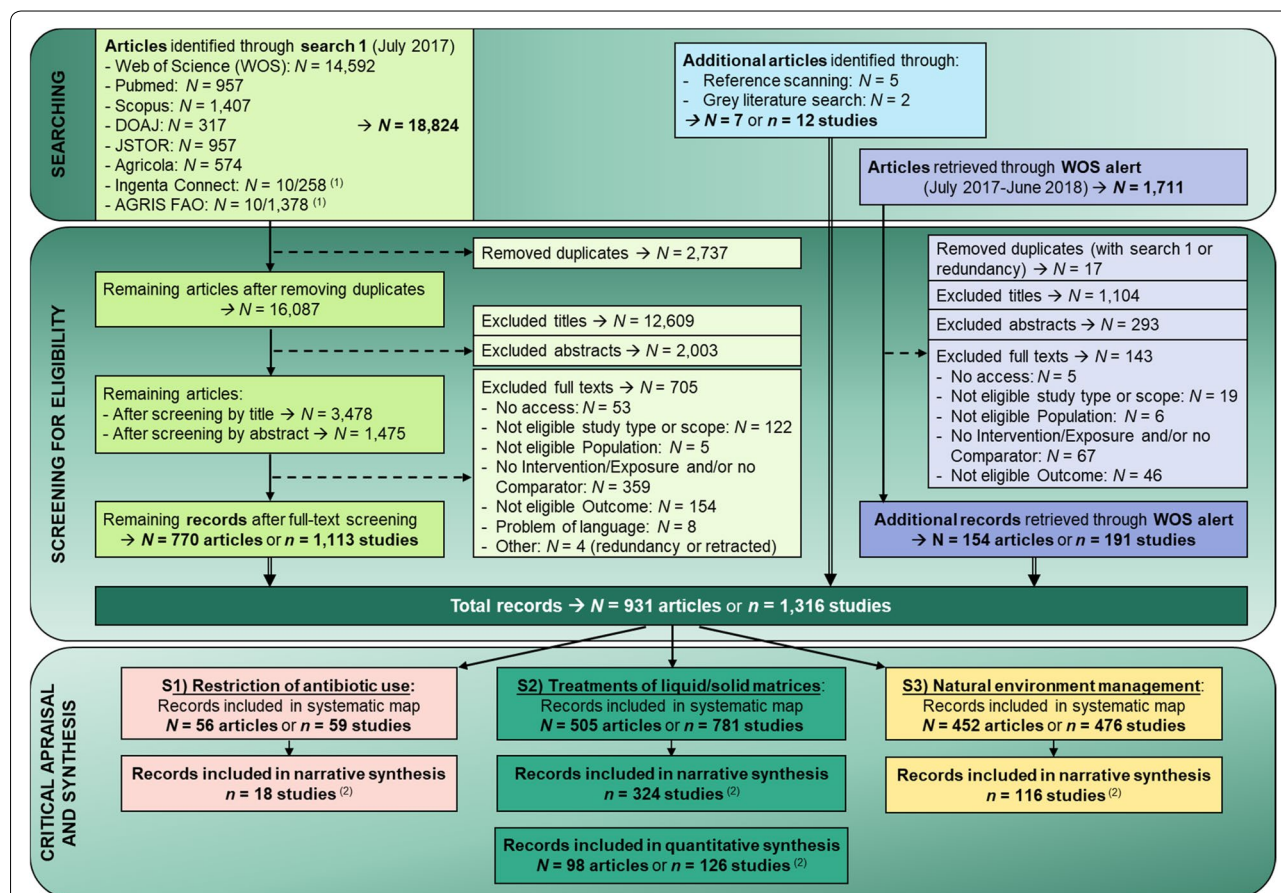 SEARCHING
Articles identified through search 1 (July 2017)
- Web of Science (WOS): N = 14,592
- Pubmed: N = 957
- Scopus: N = 1,407
- DOAJ: N = 317 → N = 18,824
- JSTOR: N = 957
- Agricola: N = 574
- Ingenta Connect: N = 10/258 (1)
- AGRIS FAO: N = 10/1,378 (1)
Additional articles identified through:
- Reference scanning: N = 5
- Grey literature search: N = 2
→ N = 7 or n = 12 studies
Articles retrieved through WOS alert
(July 2017-June 2018) → N = 1,711
SCREENING FOR ELIGIBILITY
Removed duplicates → N = 2,737
Remaining articles after removing duplicates
→ N = 16,087
Excluded titles → N = 12,609
Excluded abstracts → N = 2,003
Remaining articles:
- After screening by title → N = 3,478
- After screening by abstract → N = 1,475
Excluded full texts → N = 705
- No access: N = 53
- Not eligible study type or scope: N = 122
- Not eligible Population: N = 5
- No Intervention/Exposure and/or no
Comparator: N = 359
- Not eligible Outcome: N = 154
- Problem of language: N = 8
- Other: N = 4 (redundancy or retracted)
Remaining records after full-text screening
→ N = 770 articles or n = 1,113 studies
Removed duplicates (with search 1 or
redundancy) → N = 17
Excluded titles → N = 1,104
Excluded abstracts → N = 293
Excluded full texts → N = 143
- No access: N = 5
- Not eligible study type or scope: N = 19
- Not eligible Population: N = 6
- No Intervention/Exposure and/or no
Comparator: N = 67
- Not eligible Outcome: N = 46
Additional records retrieved through WOS alert
→ N = 154 articles or n = 191 studies
Total records → N = 931 articles or n = 1,316 studies
CRITICAL APPRAISAL
AND SYNTHESIS
S1) Restriction of antibiotic use:
Records included in systematic map
N = 56 articles or n = 59 studies
Records included in narrative synthesis
n = 18 studies (2)
S2) Treatments of liquid/solid matrices:
Records included in systematic map
N = 505 articles or n = 781 studies
Records included in narrative synthesis
n = 324 studies (2)
Records included in quantitative synthesis
N = 98 articles or n = 126 studies (2)
S3) Natural environment management:
Records included in systematic map
N = 452 articles or n = 476 studies
Records included in narrative synthesis
n = 116 studies (2)